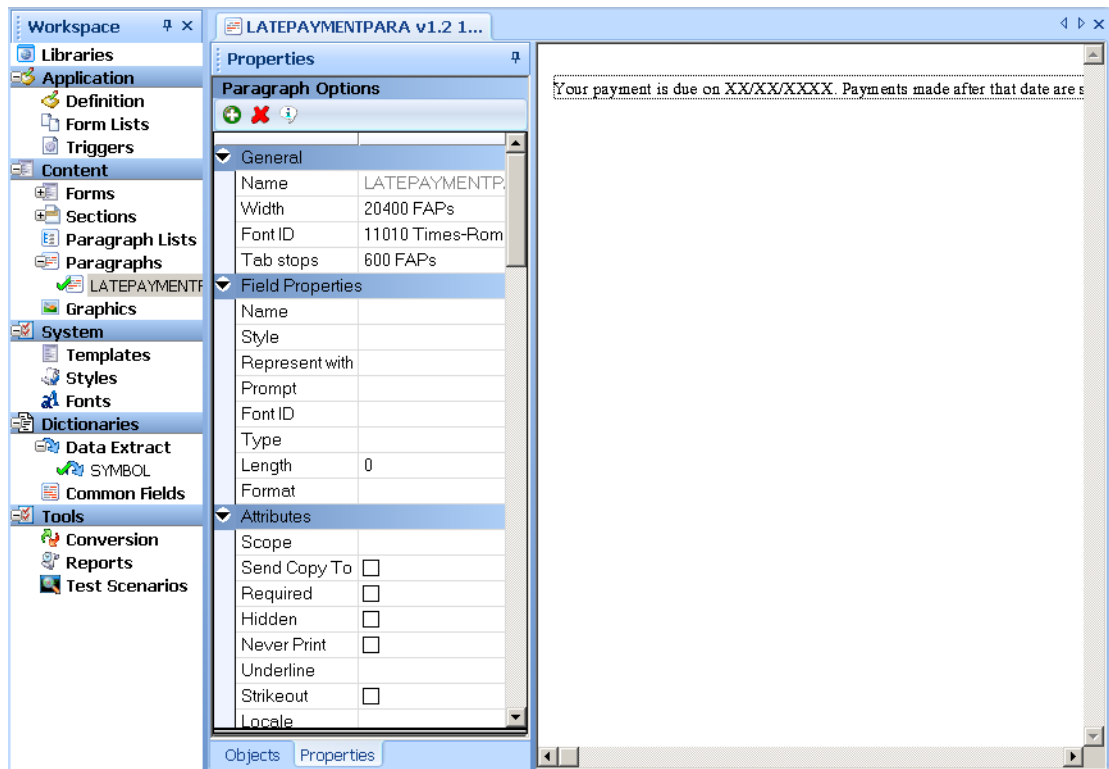 Workspace
Libraries
Application
Definition
Form Lists
Triggers
Content
Forms
Sections
Paragraph Lists
Paragraphs
LATEPAYMENTF
Graphics
System
Templates
Styles
Fonts
Dictionaries
Data Extract
SYMBOL
Common Fields
Tools
Conversion
Reports
Test Scenarios
LATEPAYMENTPARA v1.2 1...
Properties
Paragraph Options
General
Name LATEPAYMENTP
Width 20400 FAPs
Font ID 11010 Times-Rom
Tab stops 600 FAPs
Field Properties
Name
Style
Represent with
Prompt
Font ID
Type
Length 0
Format
Attributes
Scope
Send Copy To
Required
Hidden
Never Print
Underline
Strikeout
Locale
Objects Properties
Your payment is due on XX/XX/XXXX. Payments made after that date are s